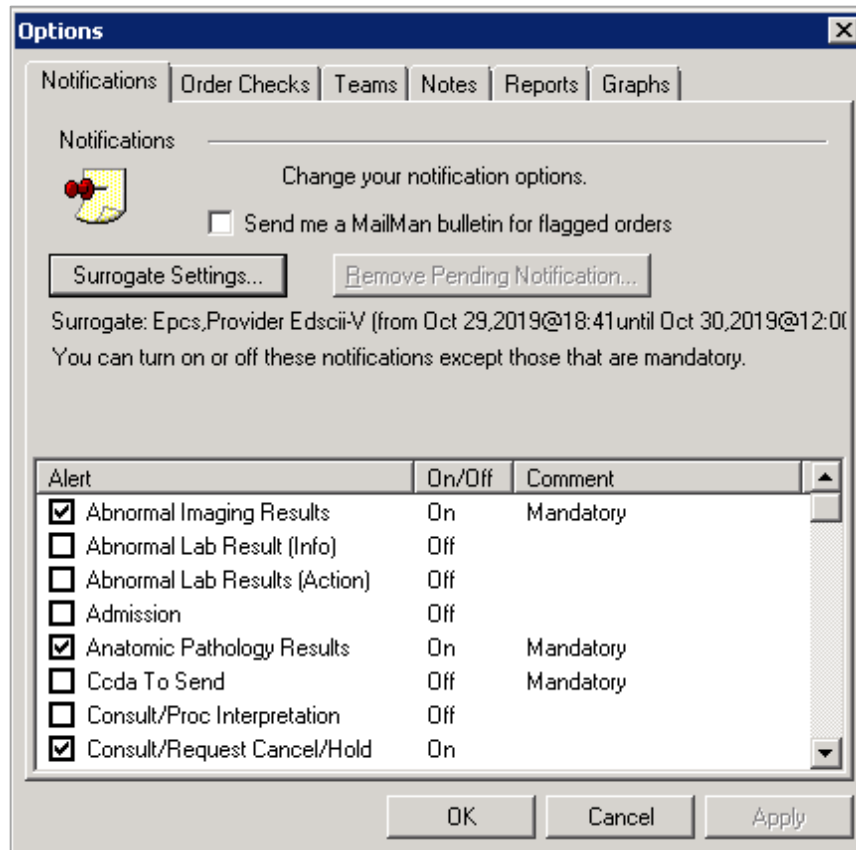 Options
Notifications Order Checks Teams Notes Reports Graphs
Notifications
Change your notification options.
Send me a MailMan bulletin for flagged orders
Surrogate Settings... Remove Pending Notification...
Surrogate: Epcs,Provider Edscii-V (from Oct 29,2019@18:41until Oct 30,2019@12:0
You can turn on or off these notifications except those that are mandatory.
Alert On/Off Comment
Abnormal Imaging Results On Mandatory
Abnormal Lab Result (Info) Off
Abnormal Lab Results (Action) Off
Admission Off
Anatomic Pathology Results On Mandatory
Ccda To Send Off Mandatory
Consult/Proc Interpretation Off
Consult/Request Cancel/Hold On
OK Cancel Apply